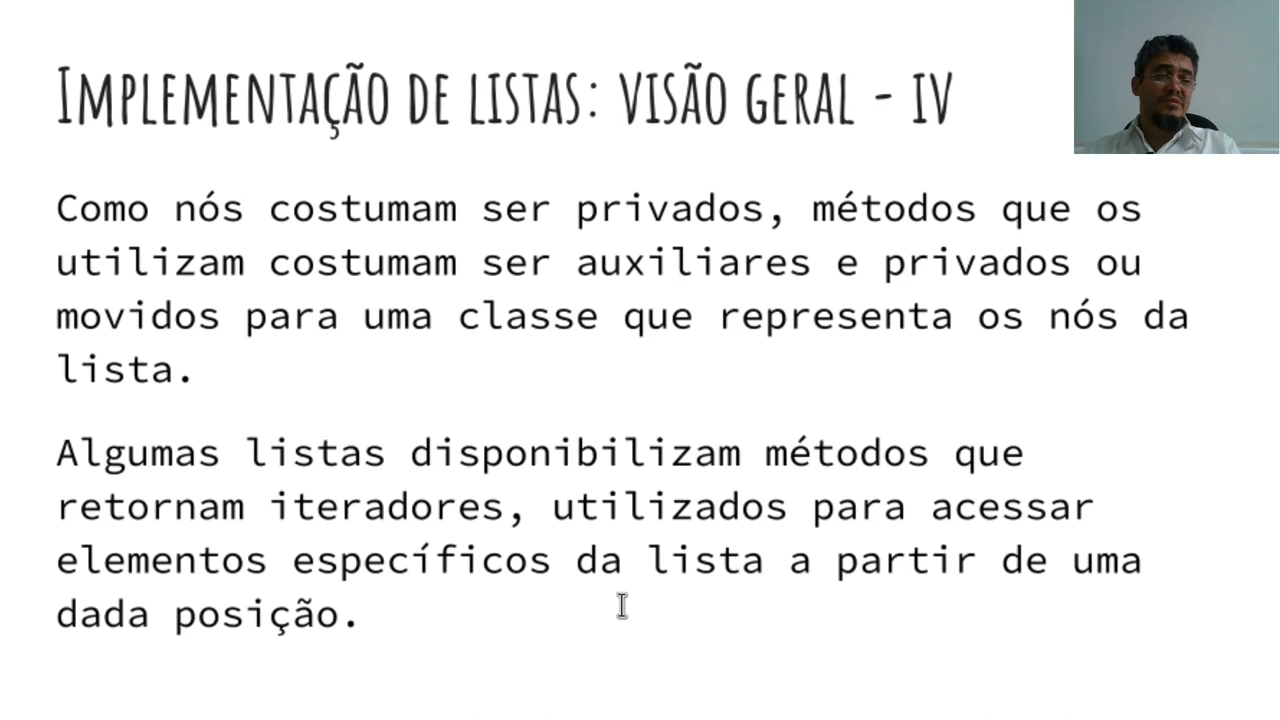 Implementação de listas: visão geral - IV
Como nós costumam ser privados, métodos que os
utilizam costumam ser auxiliares e privados ou
movidos para uma classe que representa os nós da
lista.
Algumas listas disponibilizam métodos que
retornam iteradores, utilizados para acessar
elementos específicos da lista a partir de uma
dada posição.